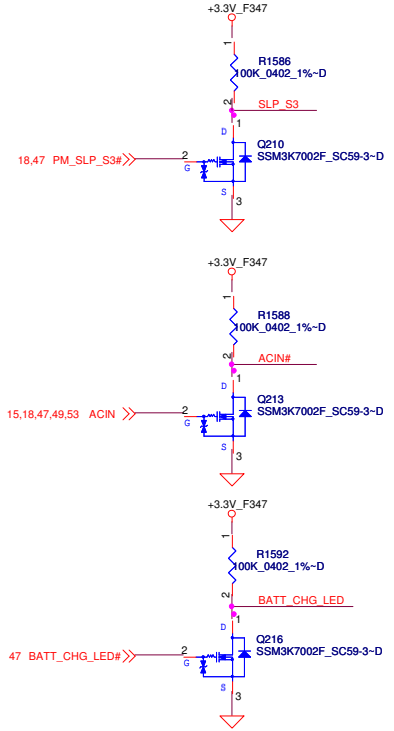 +3.3V_F347
1
R1586
100K_0402_1%~D
2
SLP_S3
1
D
Q210
SSM3K7002F_SC59-3~D
18,47 PM_SLP_S3#
2
G
S
3
+3.3V_F347
1
R1588
100K_0402_1%~D
2
ACIN#
1
D
Q213
SSM3K7002F_SC59-3~D
15,18,47,49,53 ACIN
2
G
S
3
+3.3V_F347
1
R1592
100K_0402_1%~D
2
BATT_CHG_LED
1
D
Q216
SSM3K7002F_SC59-3~D
47 BATT_CHG_LED#
2
G
S
3